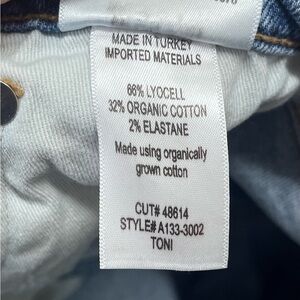 MADE IN TURKEY
IMPORTED MATERIALS
66% LYOCELL
32% ORGANIC COTTON
2% ELASTANE
Made using organically
grown cotton
CUT# 48614
STYLE# A133-3002
TONI